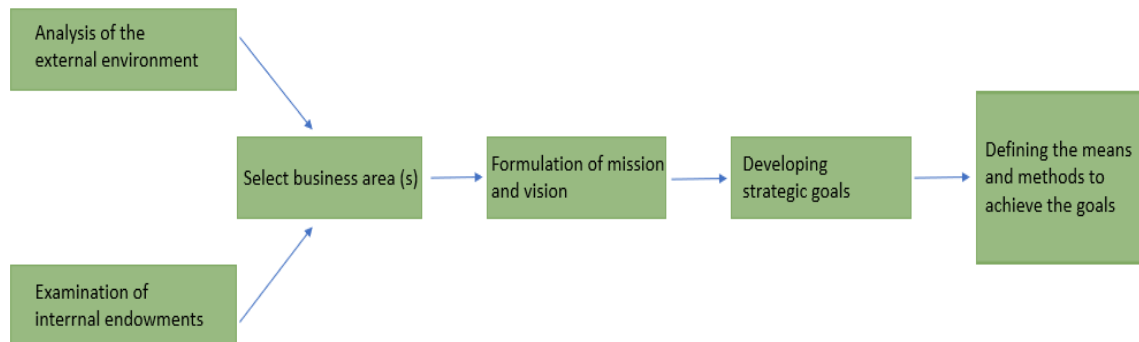 Analysis of the
external environment
Examination of
interrnal endowments
Select business area (s)
Formulation of mission
and vision
Developing
strategic goals
Defining the means
and methods to
achieve the goals